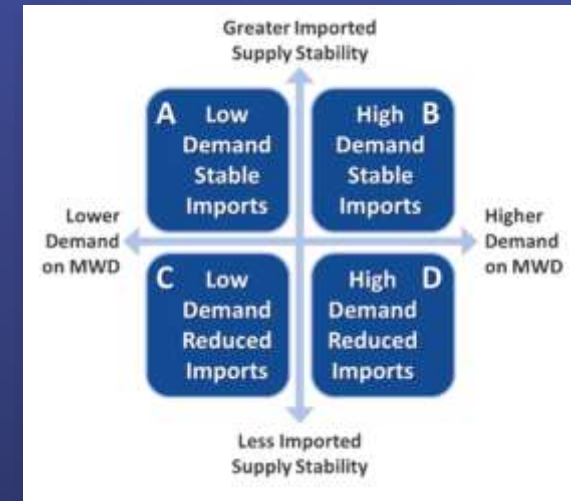 Greater Imported
Supply Stability
A Low
Demand
Stable
Imports
High B
Demand
Stable
Imports
Lower
Demand
on MWD
Higher
Demand
on MWD
C Low
Demand
Reduced
Imports
High D
Demand
Reduced
Imports
Less Imported
Supply Stability